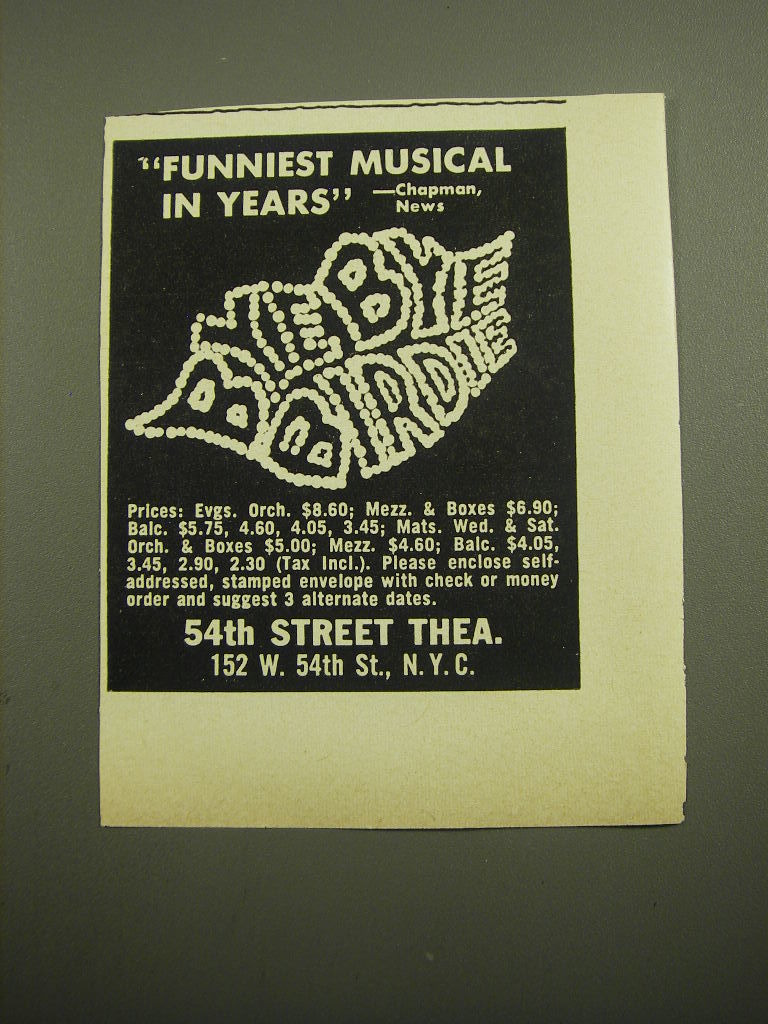 "FUNNIEST MUSICAL
IN YEARS" —Chapman,
News
BYE BYE
BIRDIE
Prices: Evgs. Orch. $8.60; Mezz. & Boxes $6.90;
Balc. $5.75, 4.60, 4.05, 3.45; Mats. Wed. & Sat.
Orch. & Boxes $5.00; Mezz. $4.60; Balc. $4.05,
3.45, 2.90, 2.30 (Tax Incl.). Please enclose self-
addressed, stamped envelope with check or money
order and suggest 3 alternate dates.
54th STREET THEA.
152 W. 54th St., N.Y.C.